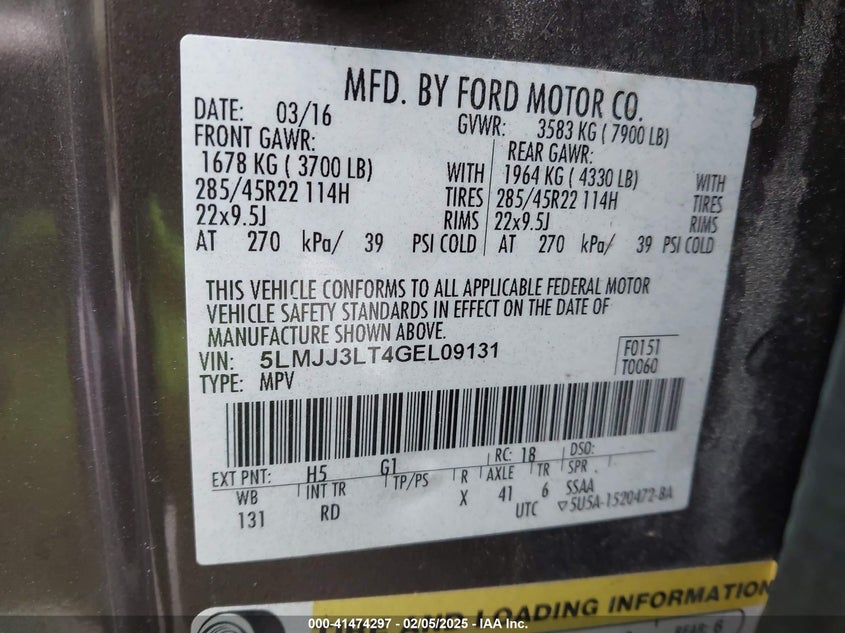 MFD. BY FORD MOTOR CO.
DATE: 03/16 GVWR: 3583 KG ( 7900 LB)
FRONT GAWR: REAR GAWR:
1678 KG ( 3700 LB) WITH 1964 KG ( 4330 LB) WITH
285/45R22 114H TIRES 285/45R22 114H TIRES
22x9.5J RIMS 22x9.5J RIMS
AT 270 kPa/ 39 PSI COLD AT 270 kPa/ 39 PSI COLD
THIS VEHICLE CONFORMS TO ALL APPLICABLE FEDERAL MOTOR
VEHICLE SAFETY STANDARDS IN EFFECT ON THE DATE OF
MANUFACTURE SHOWN ABOVE.
VIN: 5LMJJ3LT4GEL09131 F0151
TYPE: MPV T0060
EXT PNT: H5 G1 RC: 18 DSO:
WB INT TR TP/PS R AXLE TR SPR
131 RD X 41 6 SSAA
UTC ▽5U5A-1520472-BA
TIRE AND LOADING INFORMATION
REAR: 6
000-41474297 - 02/05/2025 - IAA Inc.